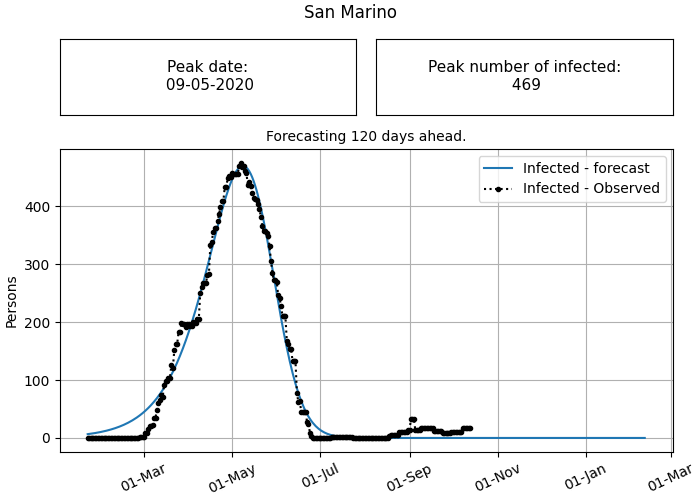 San Marino
Peak date:
09-05-2020
Peak number of infected:
469
Forecasting 120 days ahead.
Infected - forecast
Infected - Observed
Persons
400
300
200
100
0
01-Mar
01-May
01-Jul
01-Sep
01-Nov
01-Jan
01-Mar